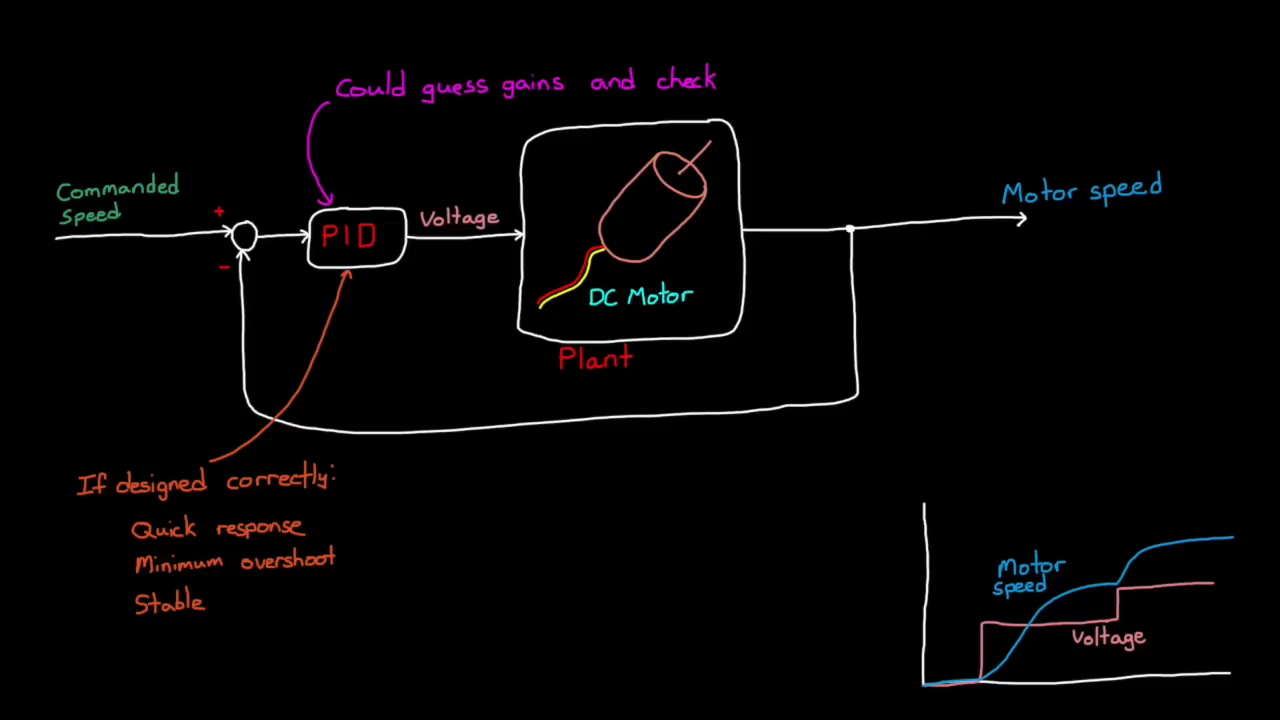 Could guess gains and check
Commanded
Speed
+
-
PID
Voltage
DC Motor
Plant
Motor speed
If designed correctly:
Quick response
Minimum overshoot
Stable
Motor
speed
Voltage